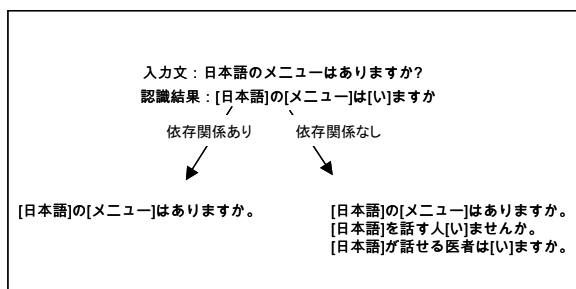 入力文：日本語のメニューはありますか?
認識結果：[日本語]の[メニュー]は[い]ますか
依存関係あり
依存関係なし
[日本語]の[メニュー]はありますか。
[日本語]の[メニュー]はありますか。
[日本語]を話す人[い]ませんか。
[日本語]が話せる医者は[い]ますか。